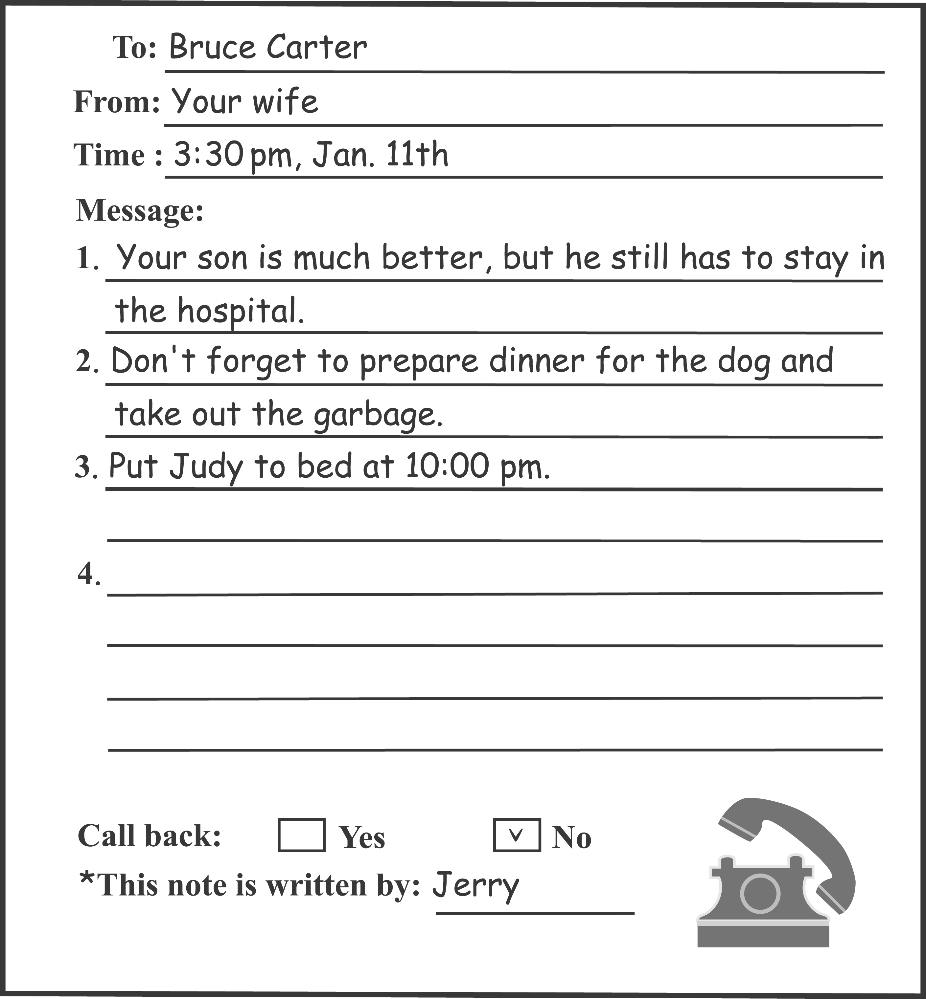 To: Bruce Carter
From: Your wife
Time : 3:30pm, Jan. 11th
Message:
1. Your son is much better, but he still has to stay in
the hospital.
2. Don't forget to prepare dinner for the dog and
take out the garbage.
3. Put Judy to bed at 10:00 pm.
4.
Call back: Yes ✓ No
*This note is written by: Jerry